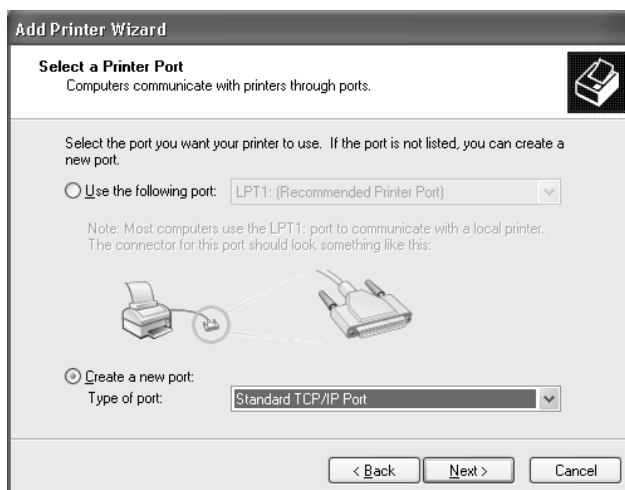 Add Printer Wizard
Select a Printer Port
Computers communicate with printers through ports.
Select the port you want your printer to use.  If the port is not listed, you can create a
new port.
Use the following port: LPT1: (Recommended Printer Port)
Note: Most computers use the LPT1: port to communicate with a local printer.
The connector for this port should look something like this:
Create a new port:
Type of port: Standard TCP/IP Port
< Back Next > Cancel